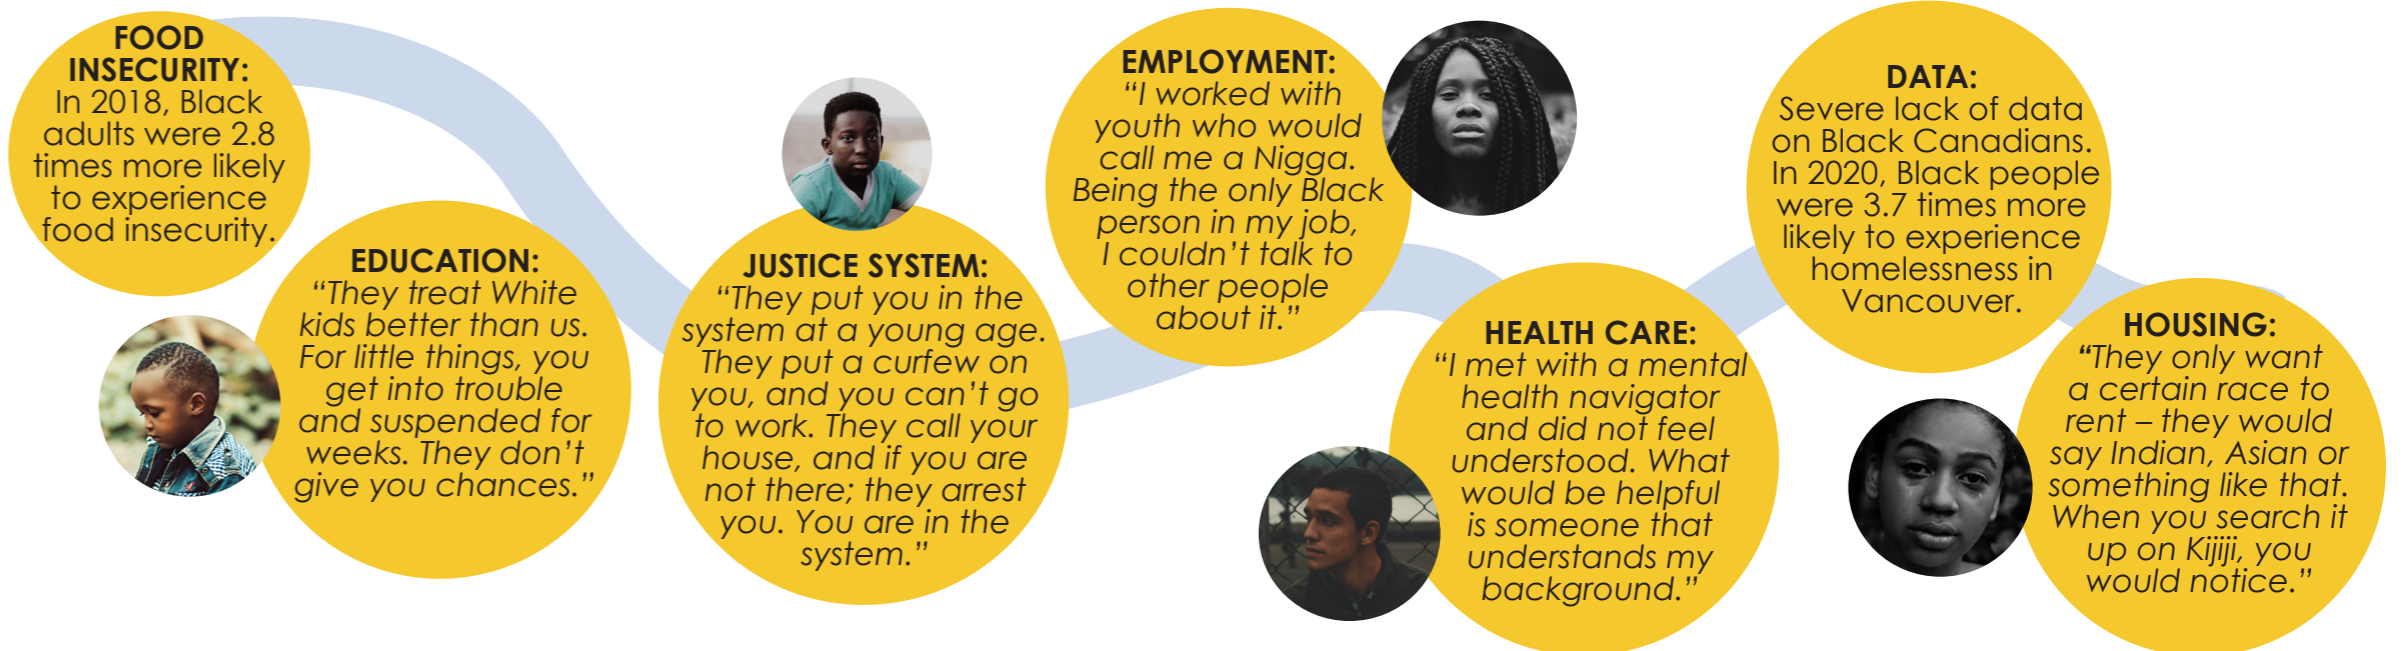 FOOD
INSECURITY:
In 2018, Black
adults were 2.8
times more likely
to experience
food insecurity.
EDUCATION:
“They treat White
kids better than us.
For little things, you
get into trouble
and suspended for
weeks. They don’t
give you chances.”
JUSTICE SYSTEM:
“They put you in the
system at a young age.
They put a curfew on
you, and you can’t go
to work. They call your
house, and if you are
not there; they arrest
you. You are in the
system.”
EMPLOYMENT:
“I worked with
youth who would
call me a Nigga.
Being the only Black
person in my job,
I couldn’t talk to
other people
about it.”
HEALTH CARE:
“I met with a mental
health navigator
and did not feel
understood. What
would be helpful
is someone that
understands my
background.”
DATA:
Severe lack of data
on Black Canadians.
In 2020, Black people
were 3.7 times more
likely to experience
homelessness in
Vancouver.
HOUSING:
“They only want
a certain race to
rent – they would
say Indian, Asian or
something like that.
When you search it
up on Kijiji, you
would notice.”